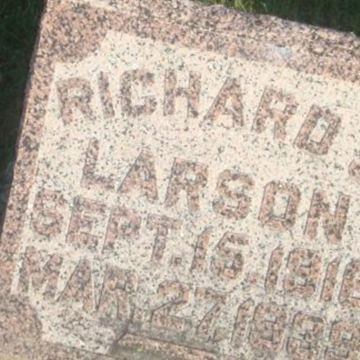 RICHARD
LARSON
SEPT. 15,
MAR. 27,